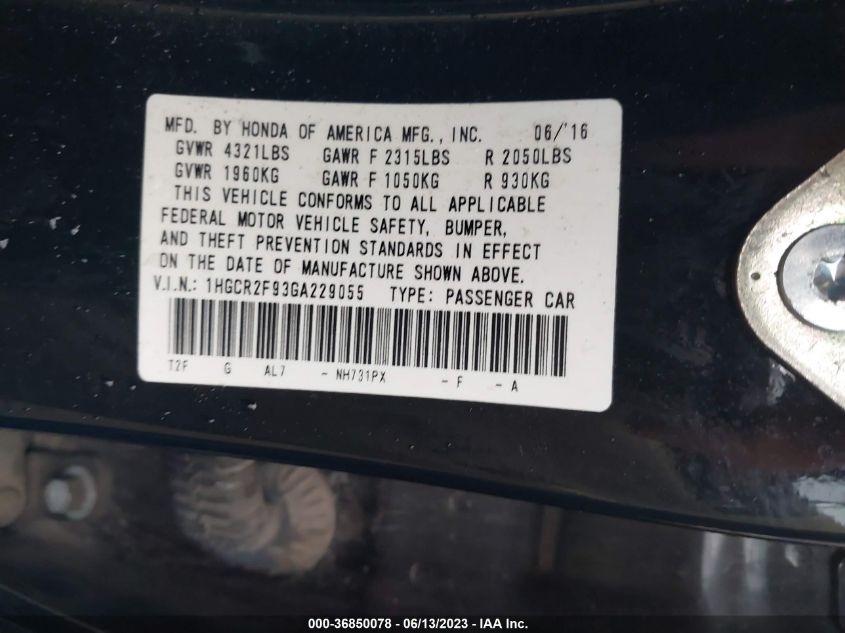 MFD. BY HONDA OF AMERICA MFG., INC. 06/'16
GVWR 4321LBS GAWR F 2315LBS R 2050LBS
GVWR 1960KG GAWR F 1050KG R 930KG
THIS VEHICLE CONFORMS TO ALL APPLICABLE
FEDERAL MOTOR VEHICLE SAFETY, BUMPER,
AND THEFT PREVENTION STANDARDS IN EFFECT
ON THE DATE OF MANUFACTURE SHOWN ABOVE.
V.I.N.: 1HGCR2F93GA229055 TYPE: PASSENGER CAR
T2F G AL7 - NH731PX - F - A
000-36850078 - 06/13/2023 - IAA Inc.